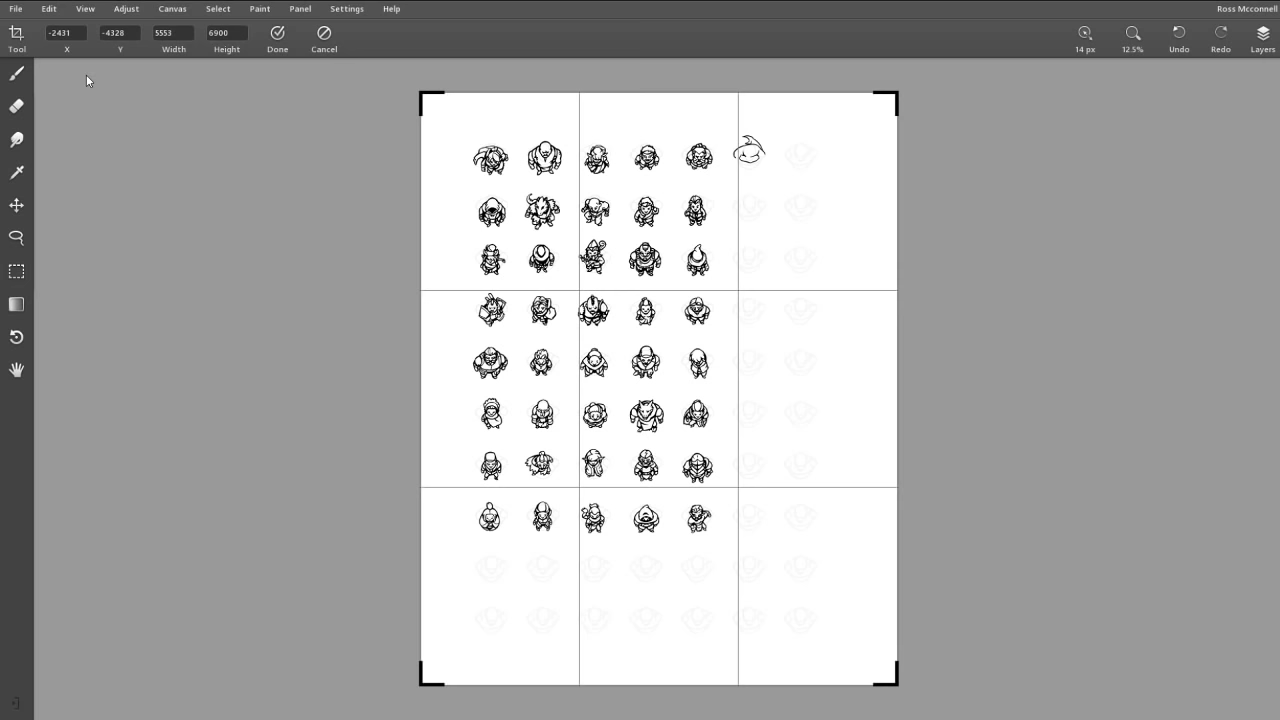 File Edit View Adjust Canvas Select Paint Panel Settings Help Ross Mcconnell
-2431 -4328 5553 6900
Tool X Y Width Height Done Cancel 14 px 12.5% Undo Redo Layers